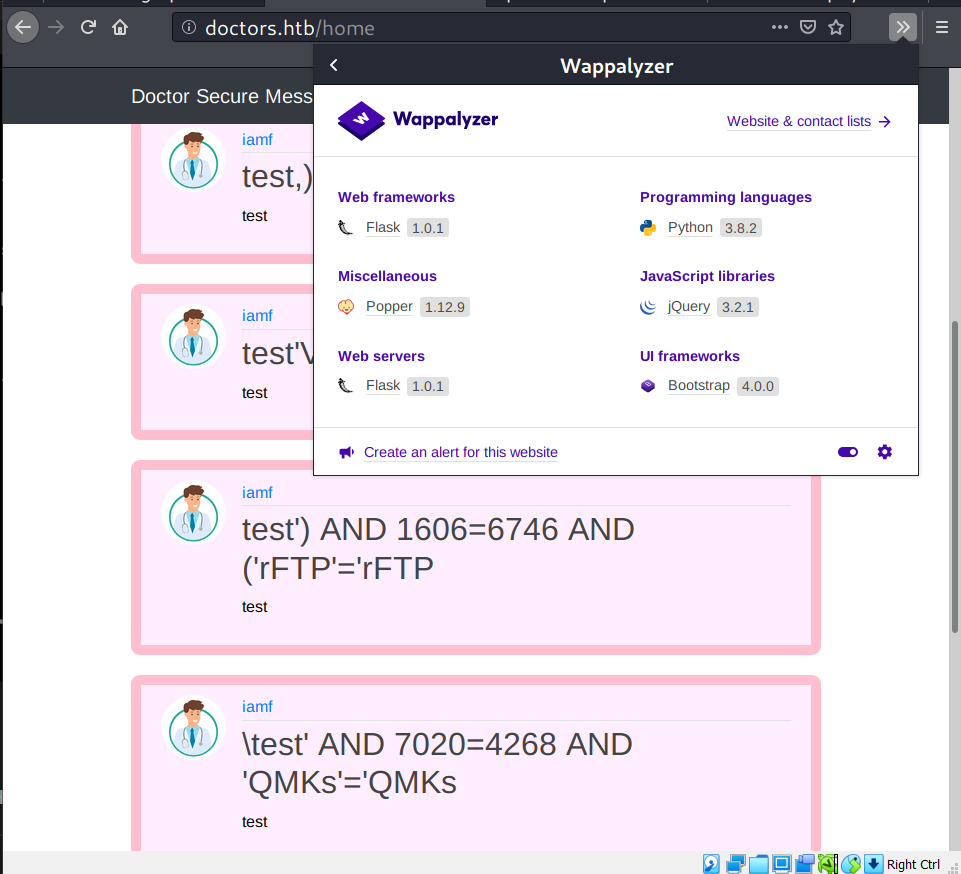 doctors.htb/home
Wappalyzer
Doctor Secure Mess
Wappalyzer
Website & contact lists
iamf
test,)
test
Web frameworks
Flask 1.0.1
Programming languages
Python 3.8.2
Miscellaneous
Popper 1.12.9
JavaScript libraries
jQuery 3.2.1
iamf
test'V
test
Web servers
Flask 1.0.1
UI frameworks
Bootstrap 4.0.0
Create an alert for this website
iamf
test') AND 1606=6746 AND
('rFTP'='rFTP
test
iamf
\test' AND 7020=4268 AND
'QMKs'='QMKs
test
Right Ctrl